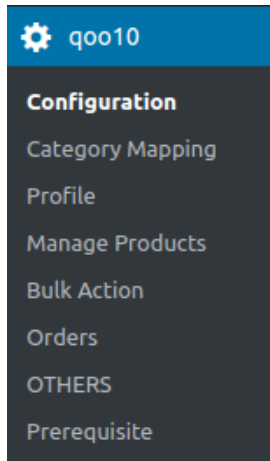 qoo10
Configuration
Category Mapping
Profile
Manage Products
Bulk Action
Orders
OTHERS
Prerequisite